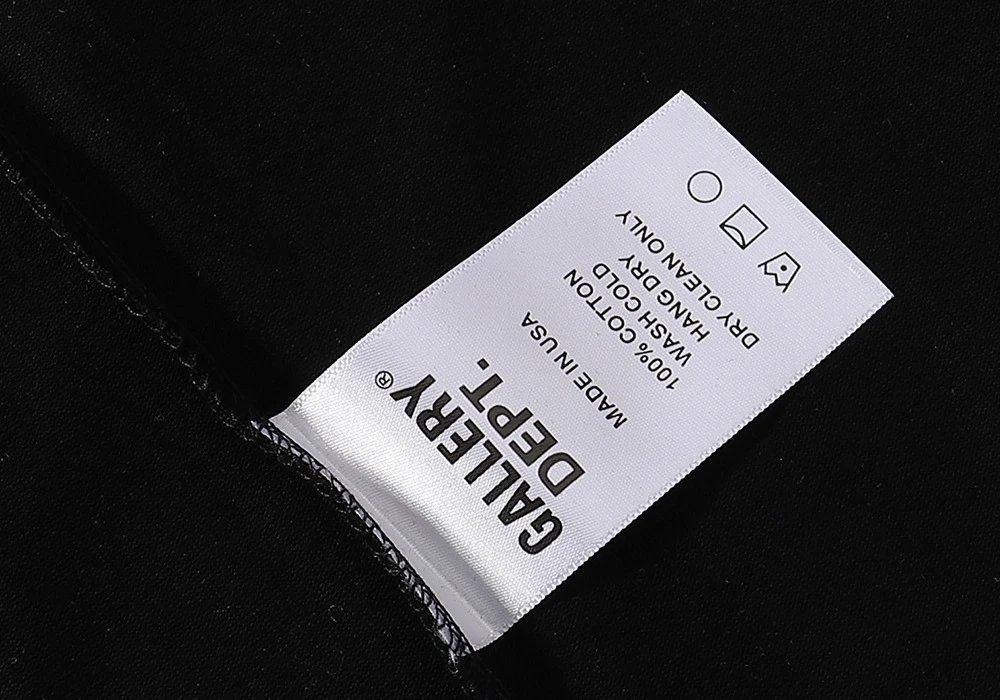 GALLERY®
DEPT.
MADE IN USA
100% COTTON
WASH COLD
HANG DRY
DRY CLEAN ONLY